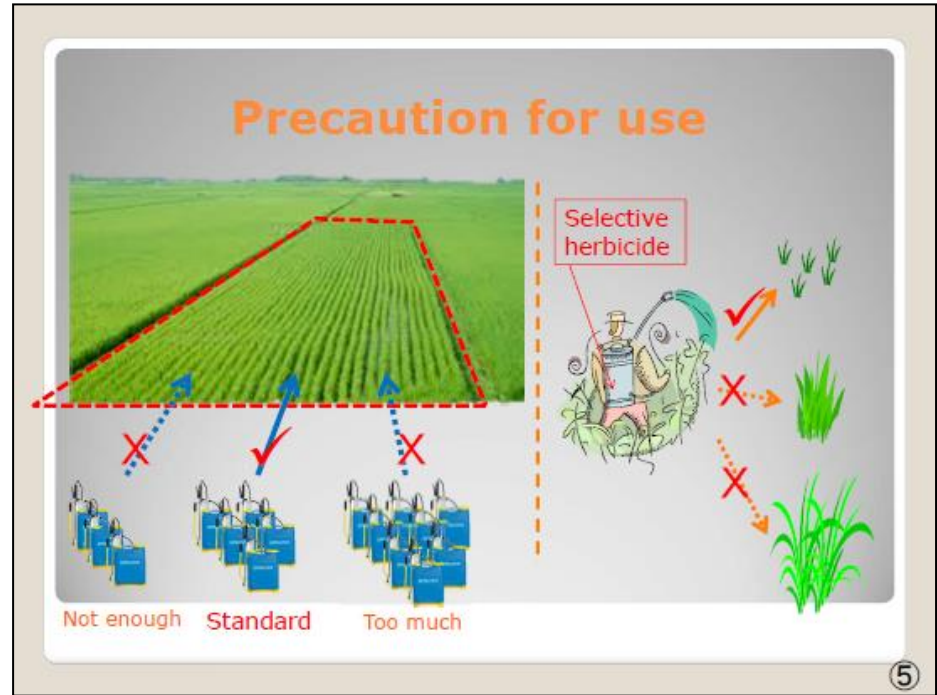 Precaution for use
Selective
herbicide
Not enough
Standard
Too much
⑤